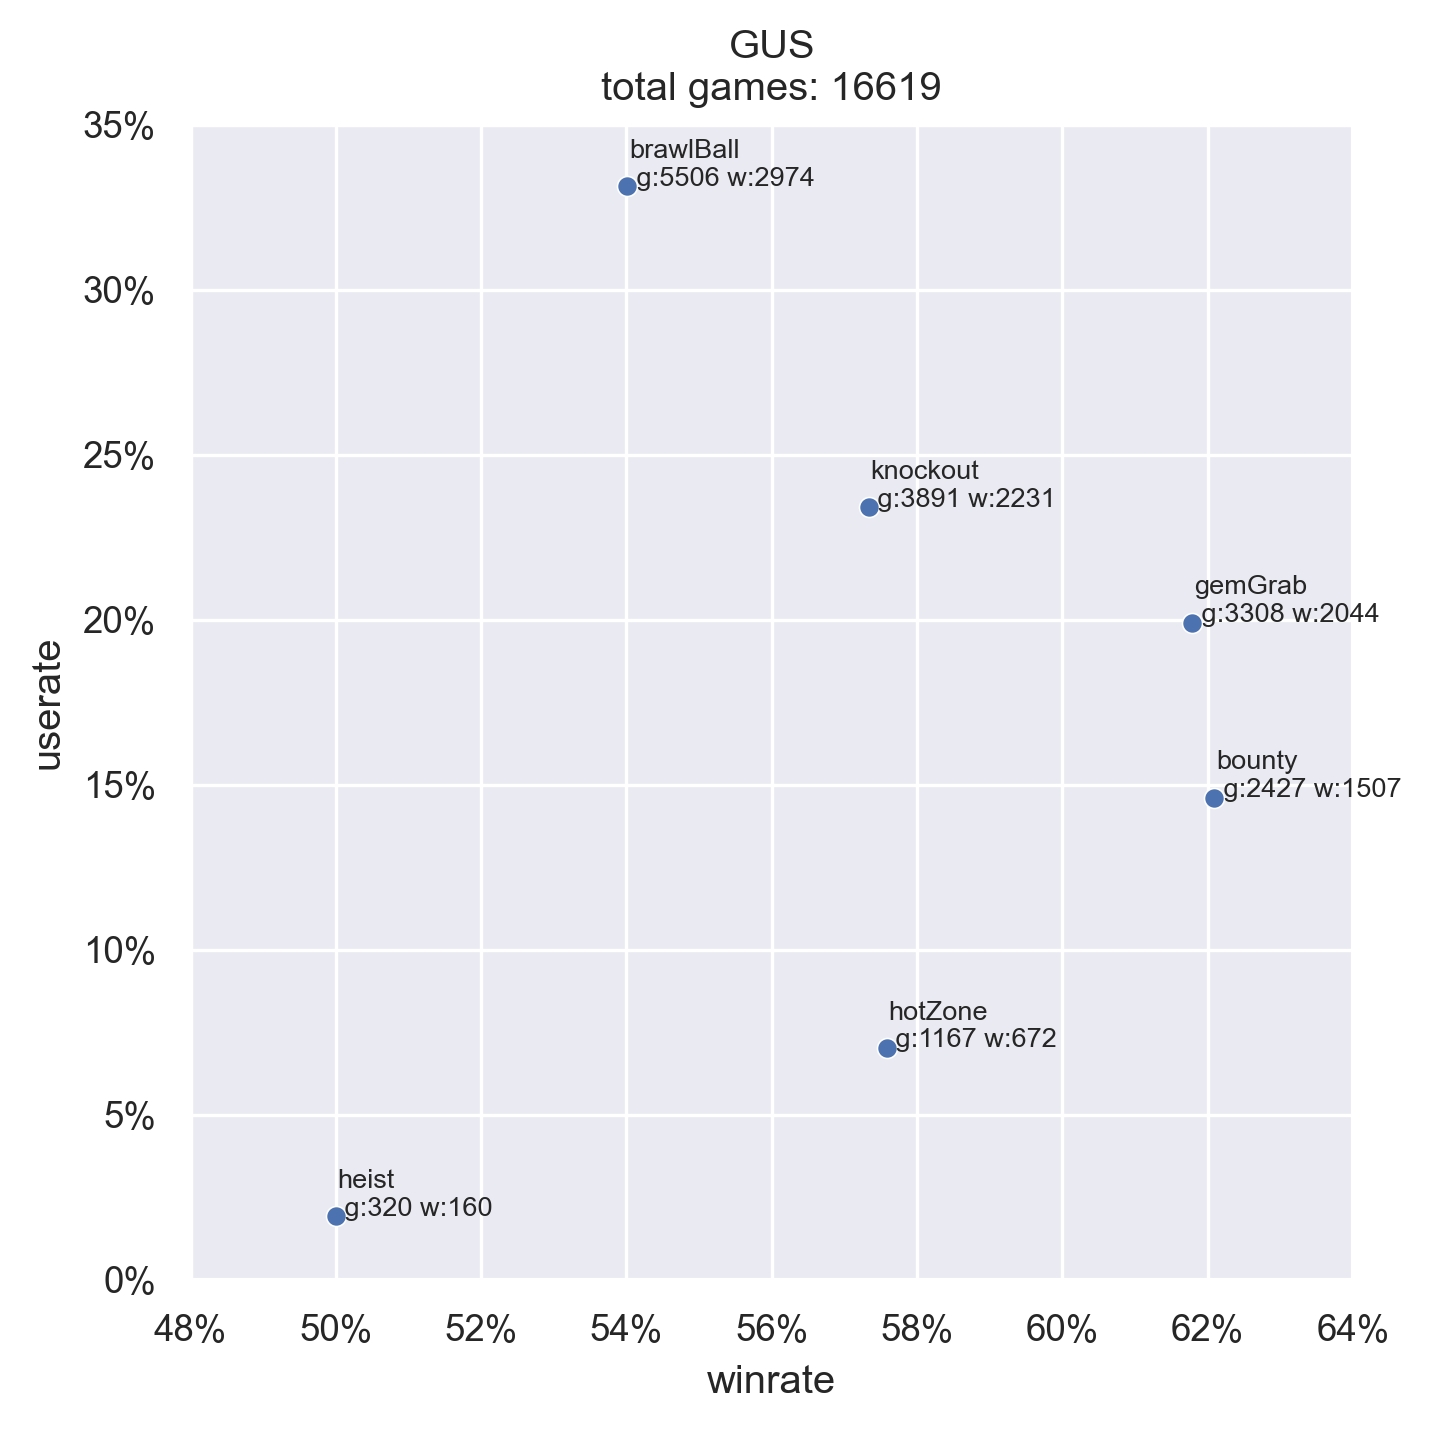 GUS
total games: 16619
35%
30%
25%
20%
15%
10%
5%
0%
userate
brawlBall
g:5506 w:2974
knockout
g:3891 w:2231
gemGrab
g:3308 w:2044
bounty
g:2427 w:1507
hotZone
g:1167 w:672
heist
g:320 w:160
48% 50% 52% 54% 56% 58% 60% 62% 64%
winrate